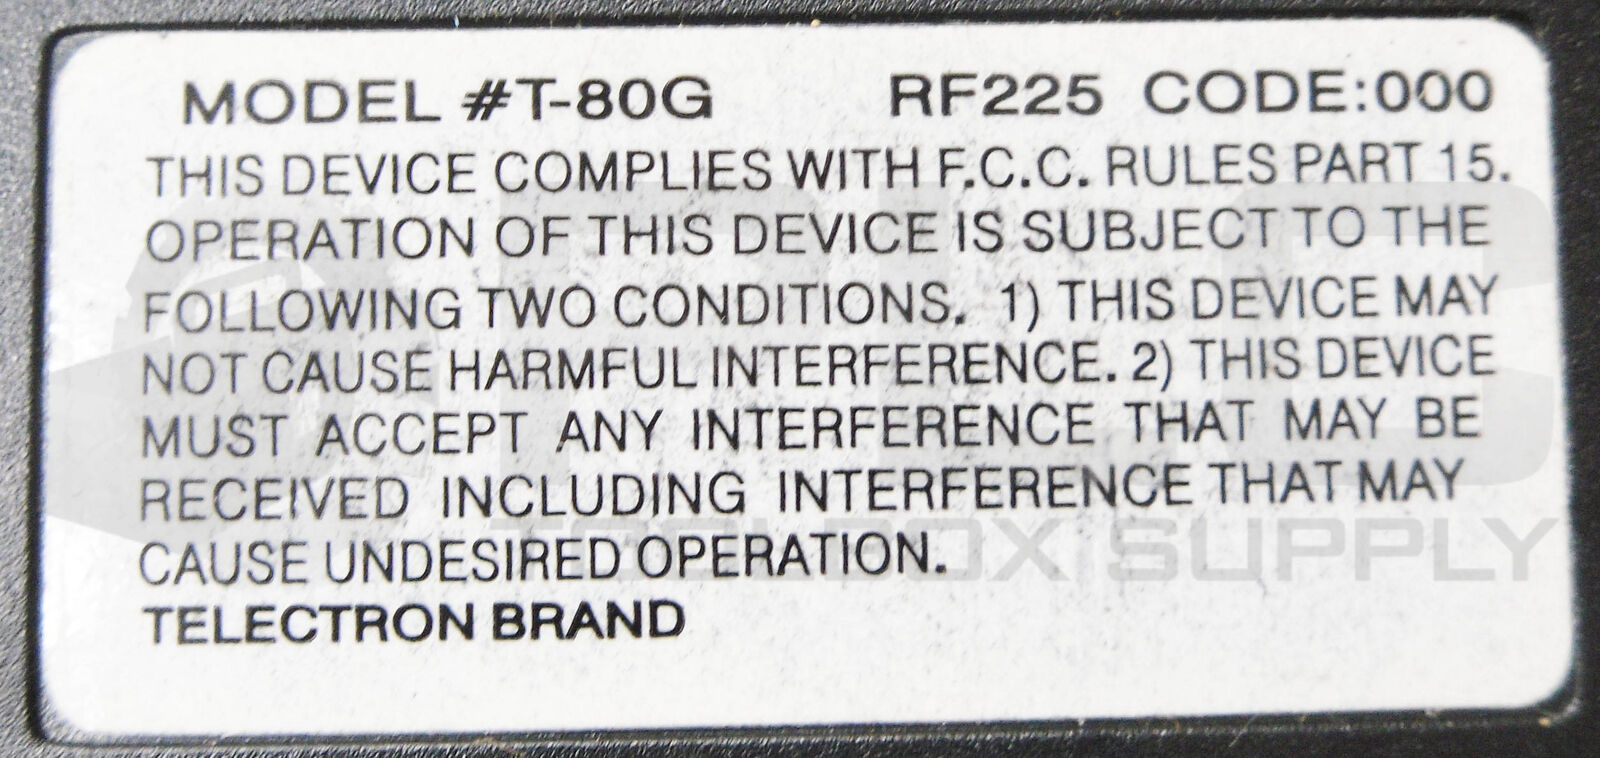 MODEL #T-80G RF225 CODE:000
THIS DEVICE COMPLIES WITH F.C.C. RULES PART 15.
OPERATION OF THIS DEVICE IS SUBJECT TO THE
FOLLOWING TWO CONDITIONS. 1) THIS DEVICE MAY
NOT CAUSE HARMFUL INTERFERENCE. 2) THIS DEVICE
MUST ACCEPT ANY INTERFERENCE THAT MAY BE
RECEIVED INCLUDING INTERFERENCE THAT MAY
CAUSE UNDESIRED OPERATION.
TELECTRON BRAND
TOOLBOX SUPPLY